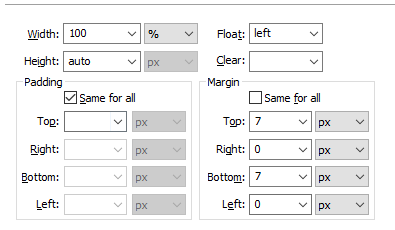 Width: 100 % Float: left
Height: auto px Clear:
Padding Margin
Same for all Same for all
Top: px Top: 7 px
Right: px Right: 0 px
Bottom: px Bottom: 7 px
Left: px Left: 0 px